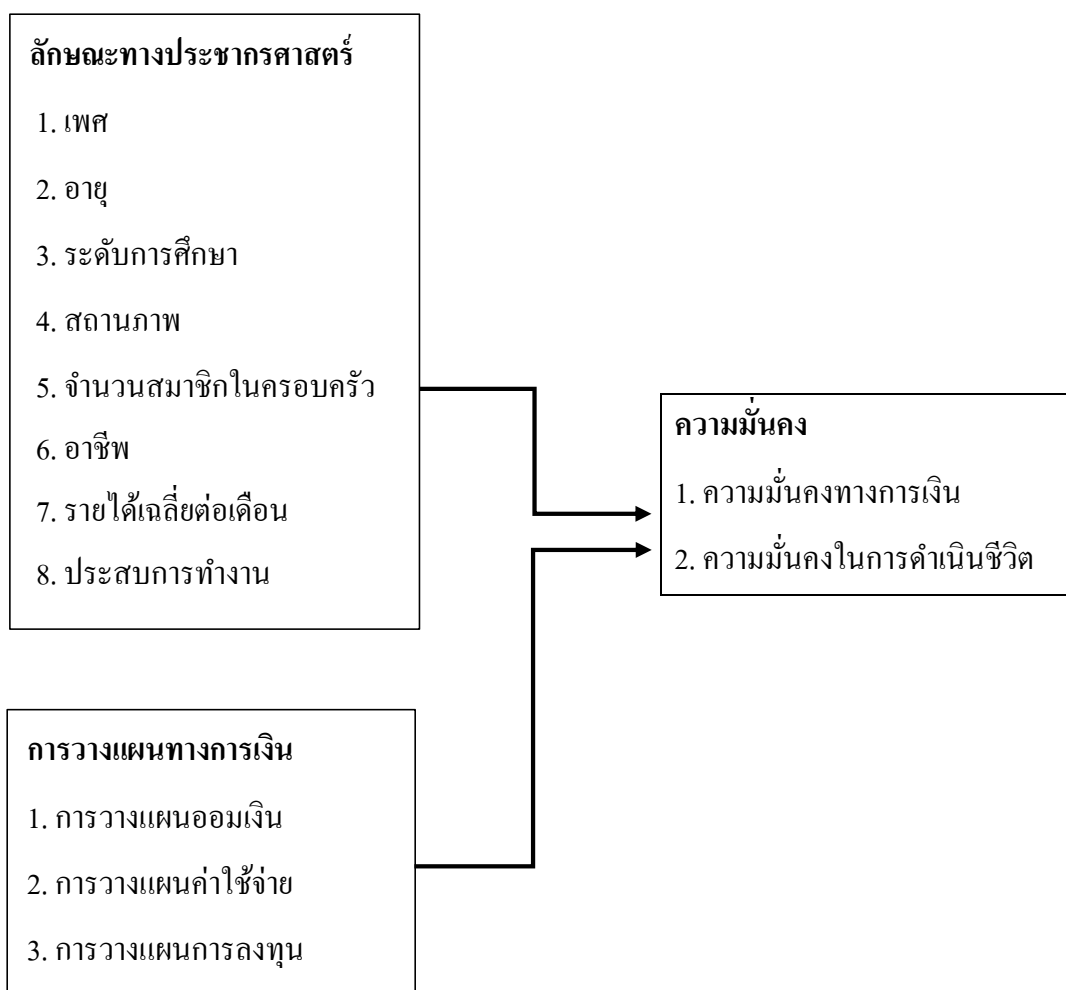 ลักษณะทางประชากรศาสตร์
1. เพศ
2. อายุ
3. ระดับการศึกษา
4. สถานภาพ
5. จำนวนสมาชิกในครอบครัว
6. อาชีพ
7. รายได้เฉลี่ยต่อเดือน
8. ประสบการทำงาน
ความมั่นคง
1. ความมั่นคงทางการเงิน
2. ความมั่นคงในการดำเนินชีวิต
การวางแผนทางการเงิน
1. การวางแผนออมเงิน
2. การวางแผนค่าใช้จ่าย
3. การวางแผนการลงทุน